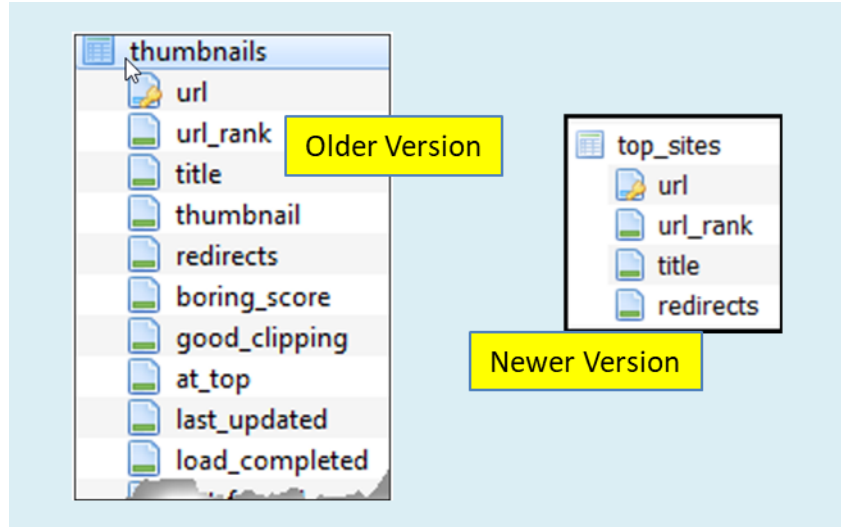 thumbnails
url
url_rank
title
thumbnail
redirects
boring_score
good_clipping
at_top
last_updated
load_completed
Older Version
top_sites
url
url_rank
title
redirects
Newer Version